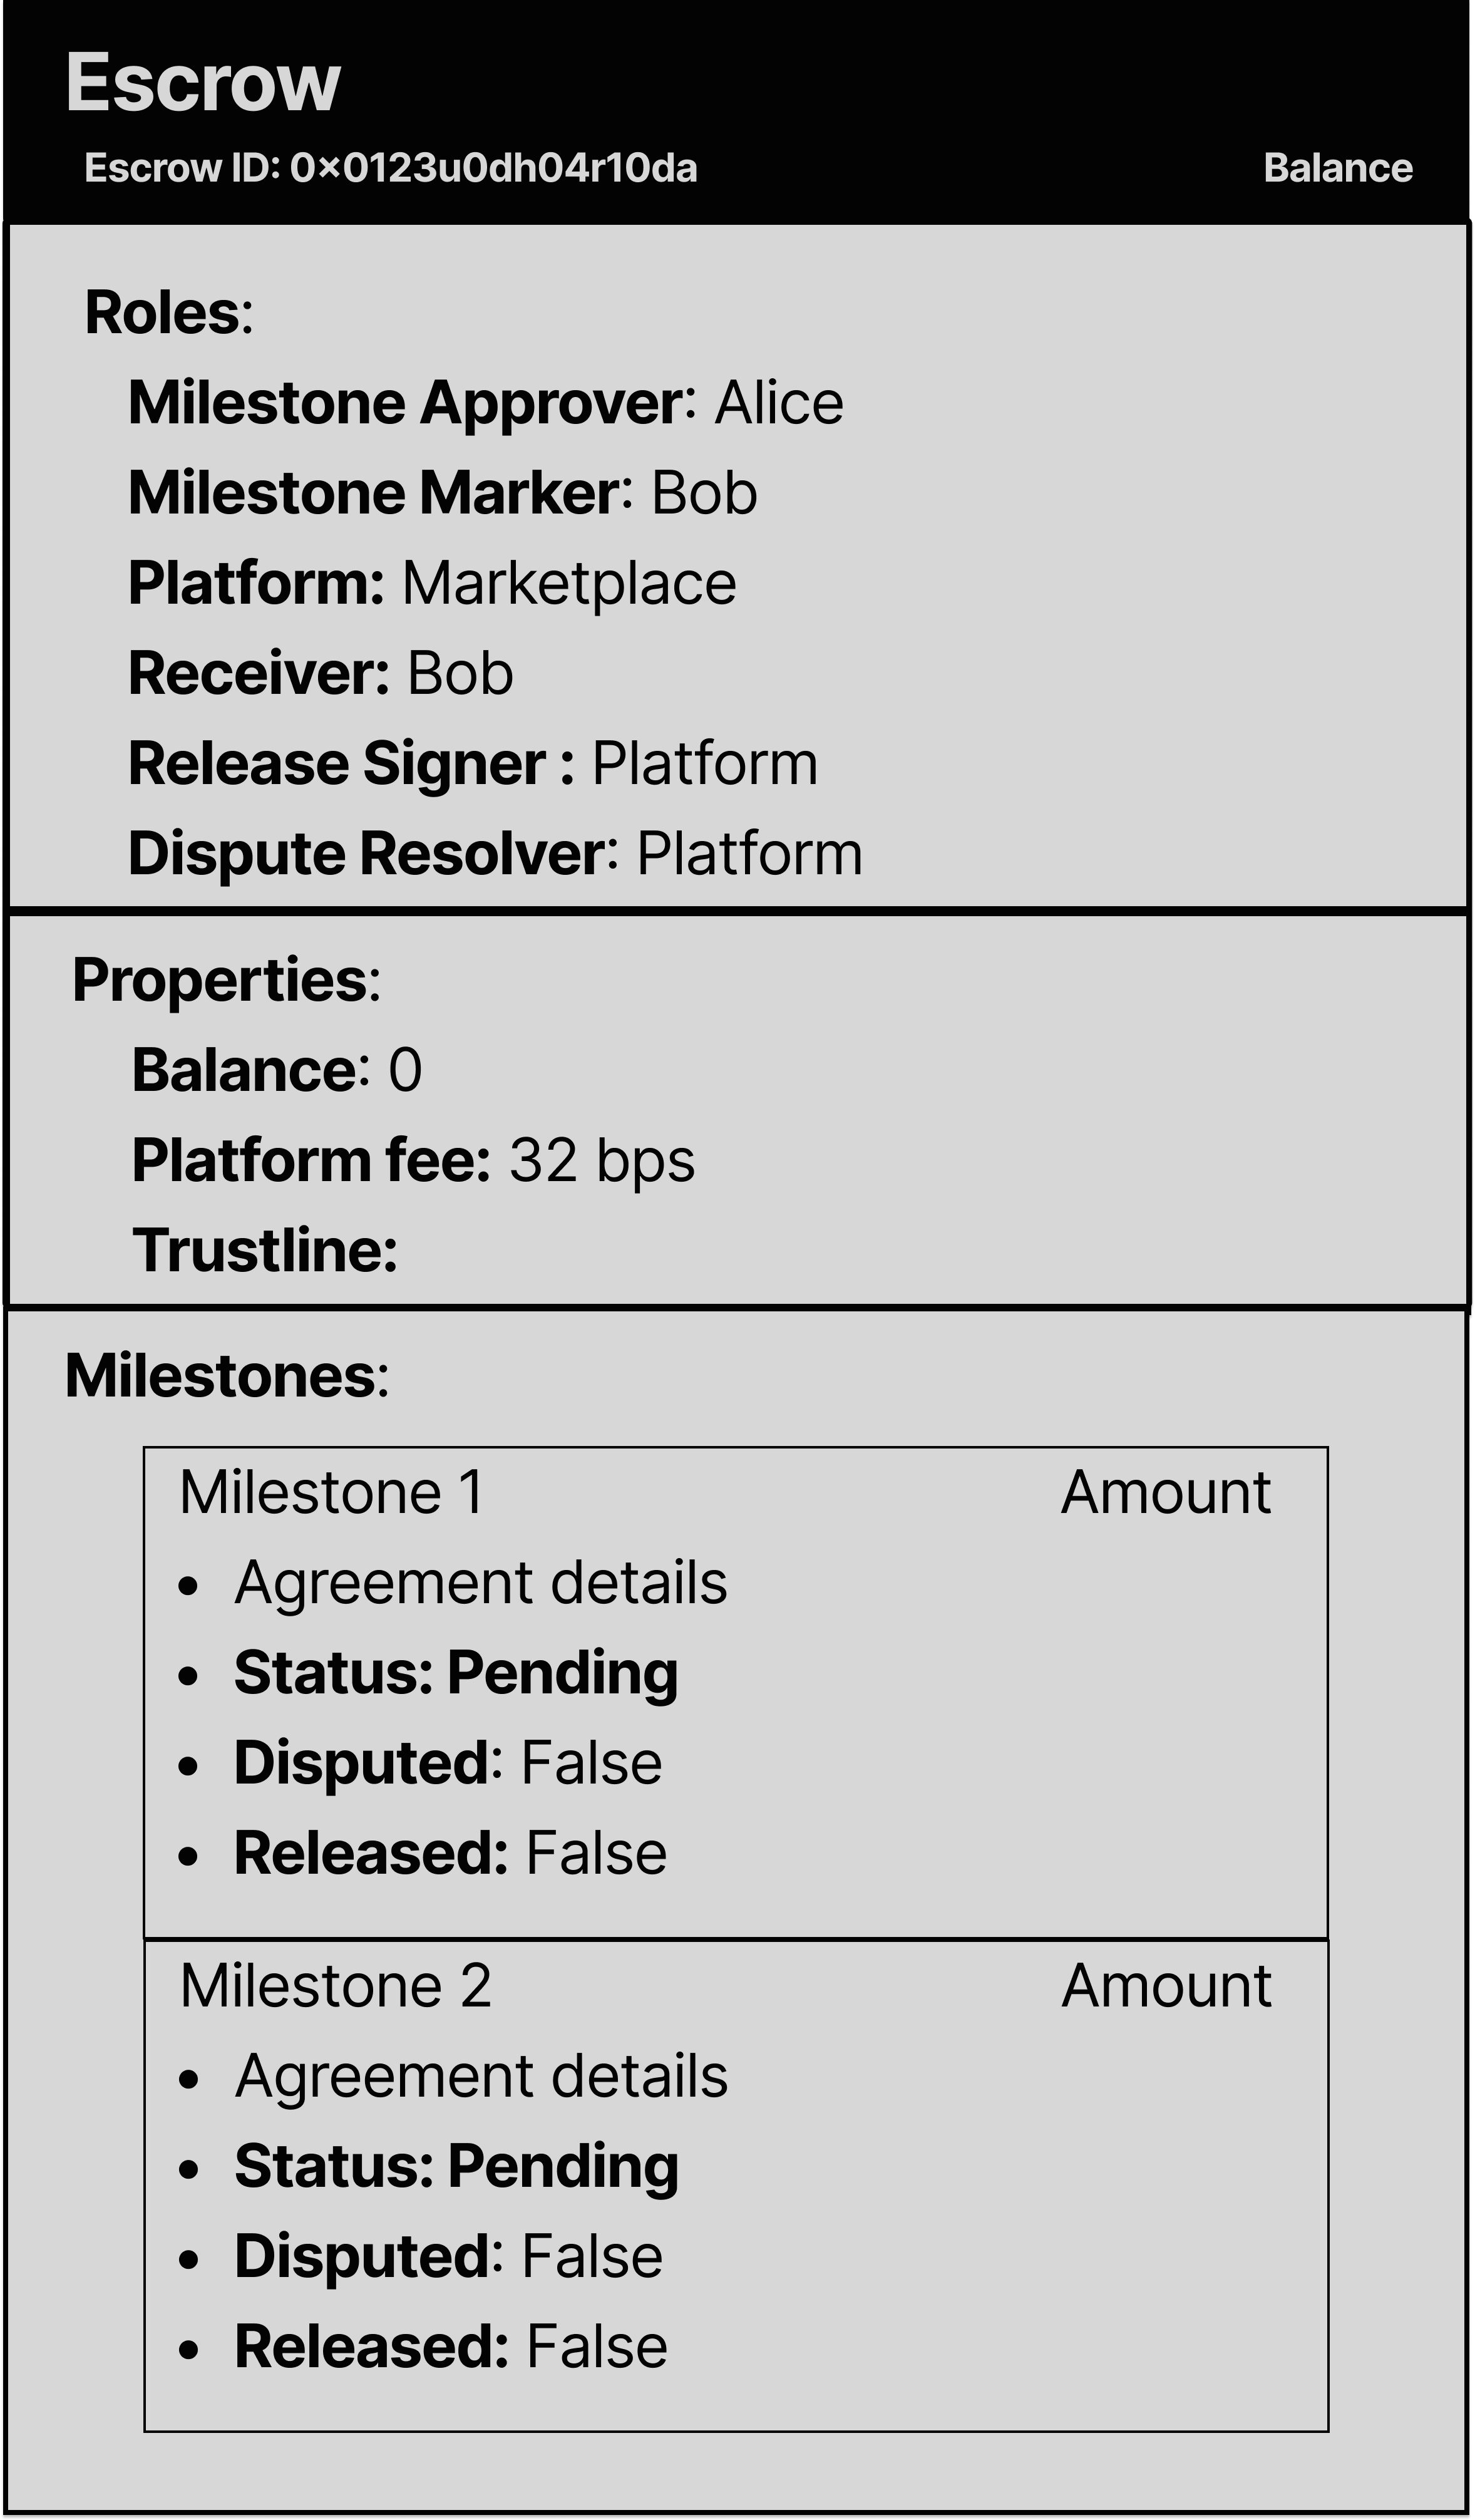 Escrow
Escrow ID: 0×0123u0dh04r10da Balance
Roles:
Milestone Approver: Alice
Milestone Marker: Bob
Platform: Marketplace
Receiver: Bob
Release Signer : Platform
Dispute Resolver: Platform
Properties:
Balance: 0
Platform fee: 32 bps
Trustline:
Milestones:
Milestone 1 Amount
• Agreement details
• Status: Pending
• Disputed: False
• Released: False
Milestone 2 Amount
• Agreement details
• Status: Pending
• Disputed: False
• Released: False